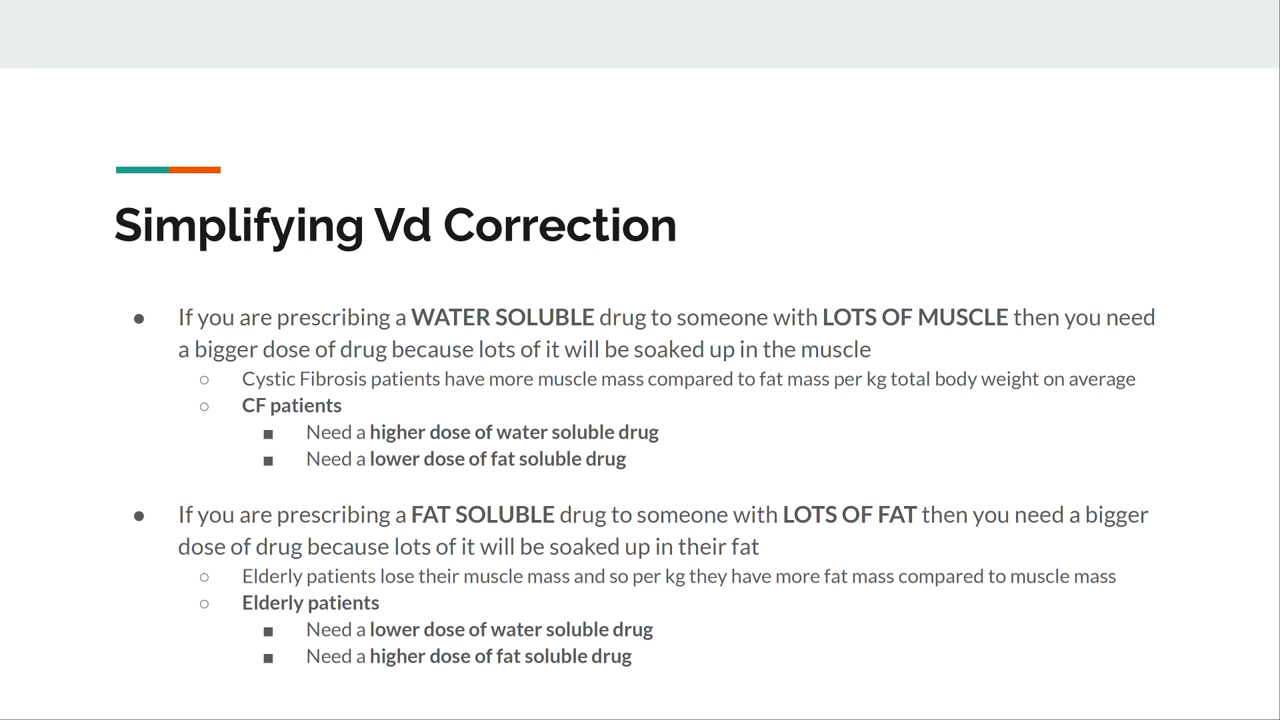 Simplifying Vd Correction
● If you are prescribing a WATER SOLUBLE drug to someone with LOTS OF MUSCLE then you need
a bigger dose of drug because lots of it will be soaked up in the muscle
○ Cystic Fibrosis patients have more muscle mass compared to fat mass per kg total body weight on average
○ CF patients
■ Need a higher dose of water soluble drug
■ Need a lower dose of fat soluble drug
● If you are prescribing a FAT SOLUBLE drug to someone with LOTS OF FAT then you need a bigger
dose of drug because lots of it will be soaked up in their fat
○ Elderly patients lose their muscle mass and so per kg they have more fat mass compared to muscle mass
○ Elderly patients
■ Need a lower dose of water soluble drug
■ Need a higher dose of fat soluble drug